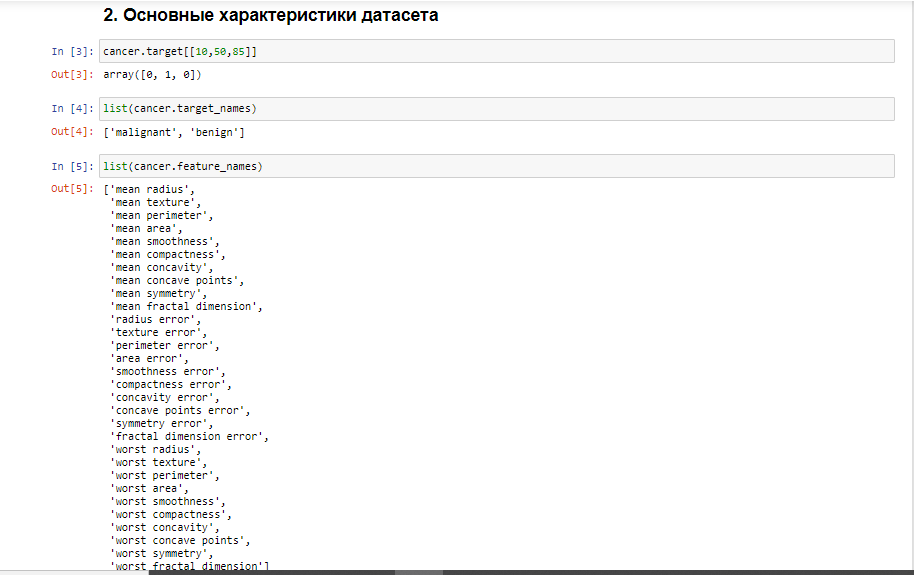 2. Основные характеристики датасета
In [3]: cancer.target[[10,50,85]]
Out[3]: array([0, 1, 0])
In [4]: list(cancer.target_names)
Out[4]: ['malignant', 'benign']
In [5]: list(cancer.feature_names)
Out[5]: ['mean radius',
'mean texture',
'mean perimeter',
'mean area',
'mean smoothness',
'mean compactness',
'mean concavity',
'mean concave points',
'mean symmetry',
'mean fractal dimension',
'radius error',
'texture error',
'perimeter error',
'area error',
'smoothness error',
'compactness error',
'concavity error',
'concave points error',
'symmetry error',
'fractal dimension error',
'worst radius',
'worst texture',
'worst perimeter',
'worst area',
'worst smoothness',
'worst compactness',
'worst concavity',
'worst concave points',
'worst symmetry',
'worst fractal dimension']